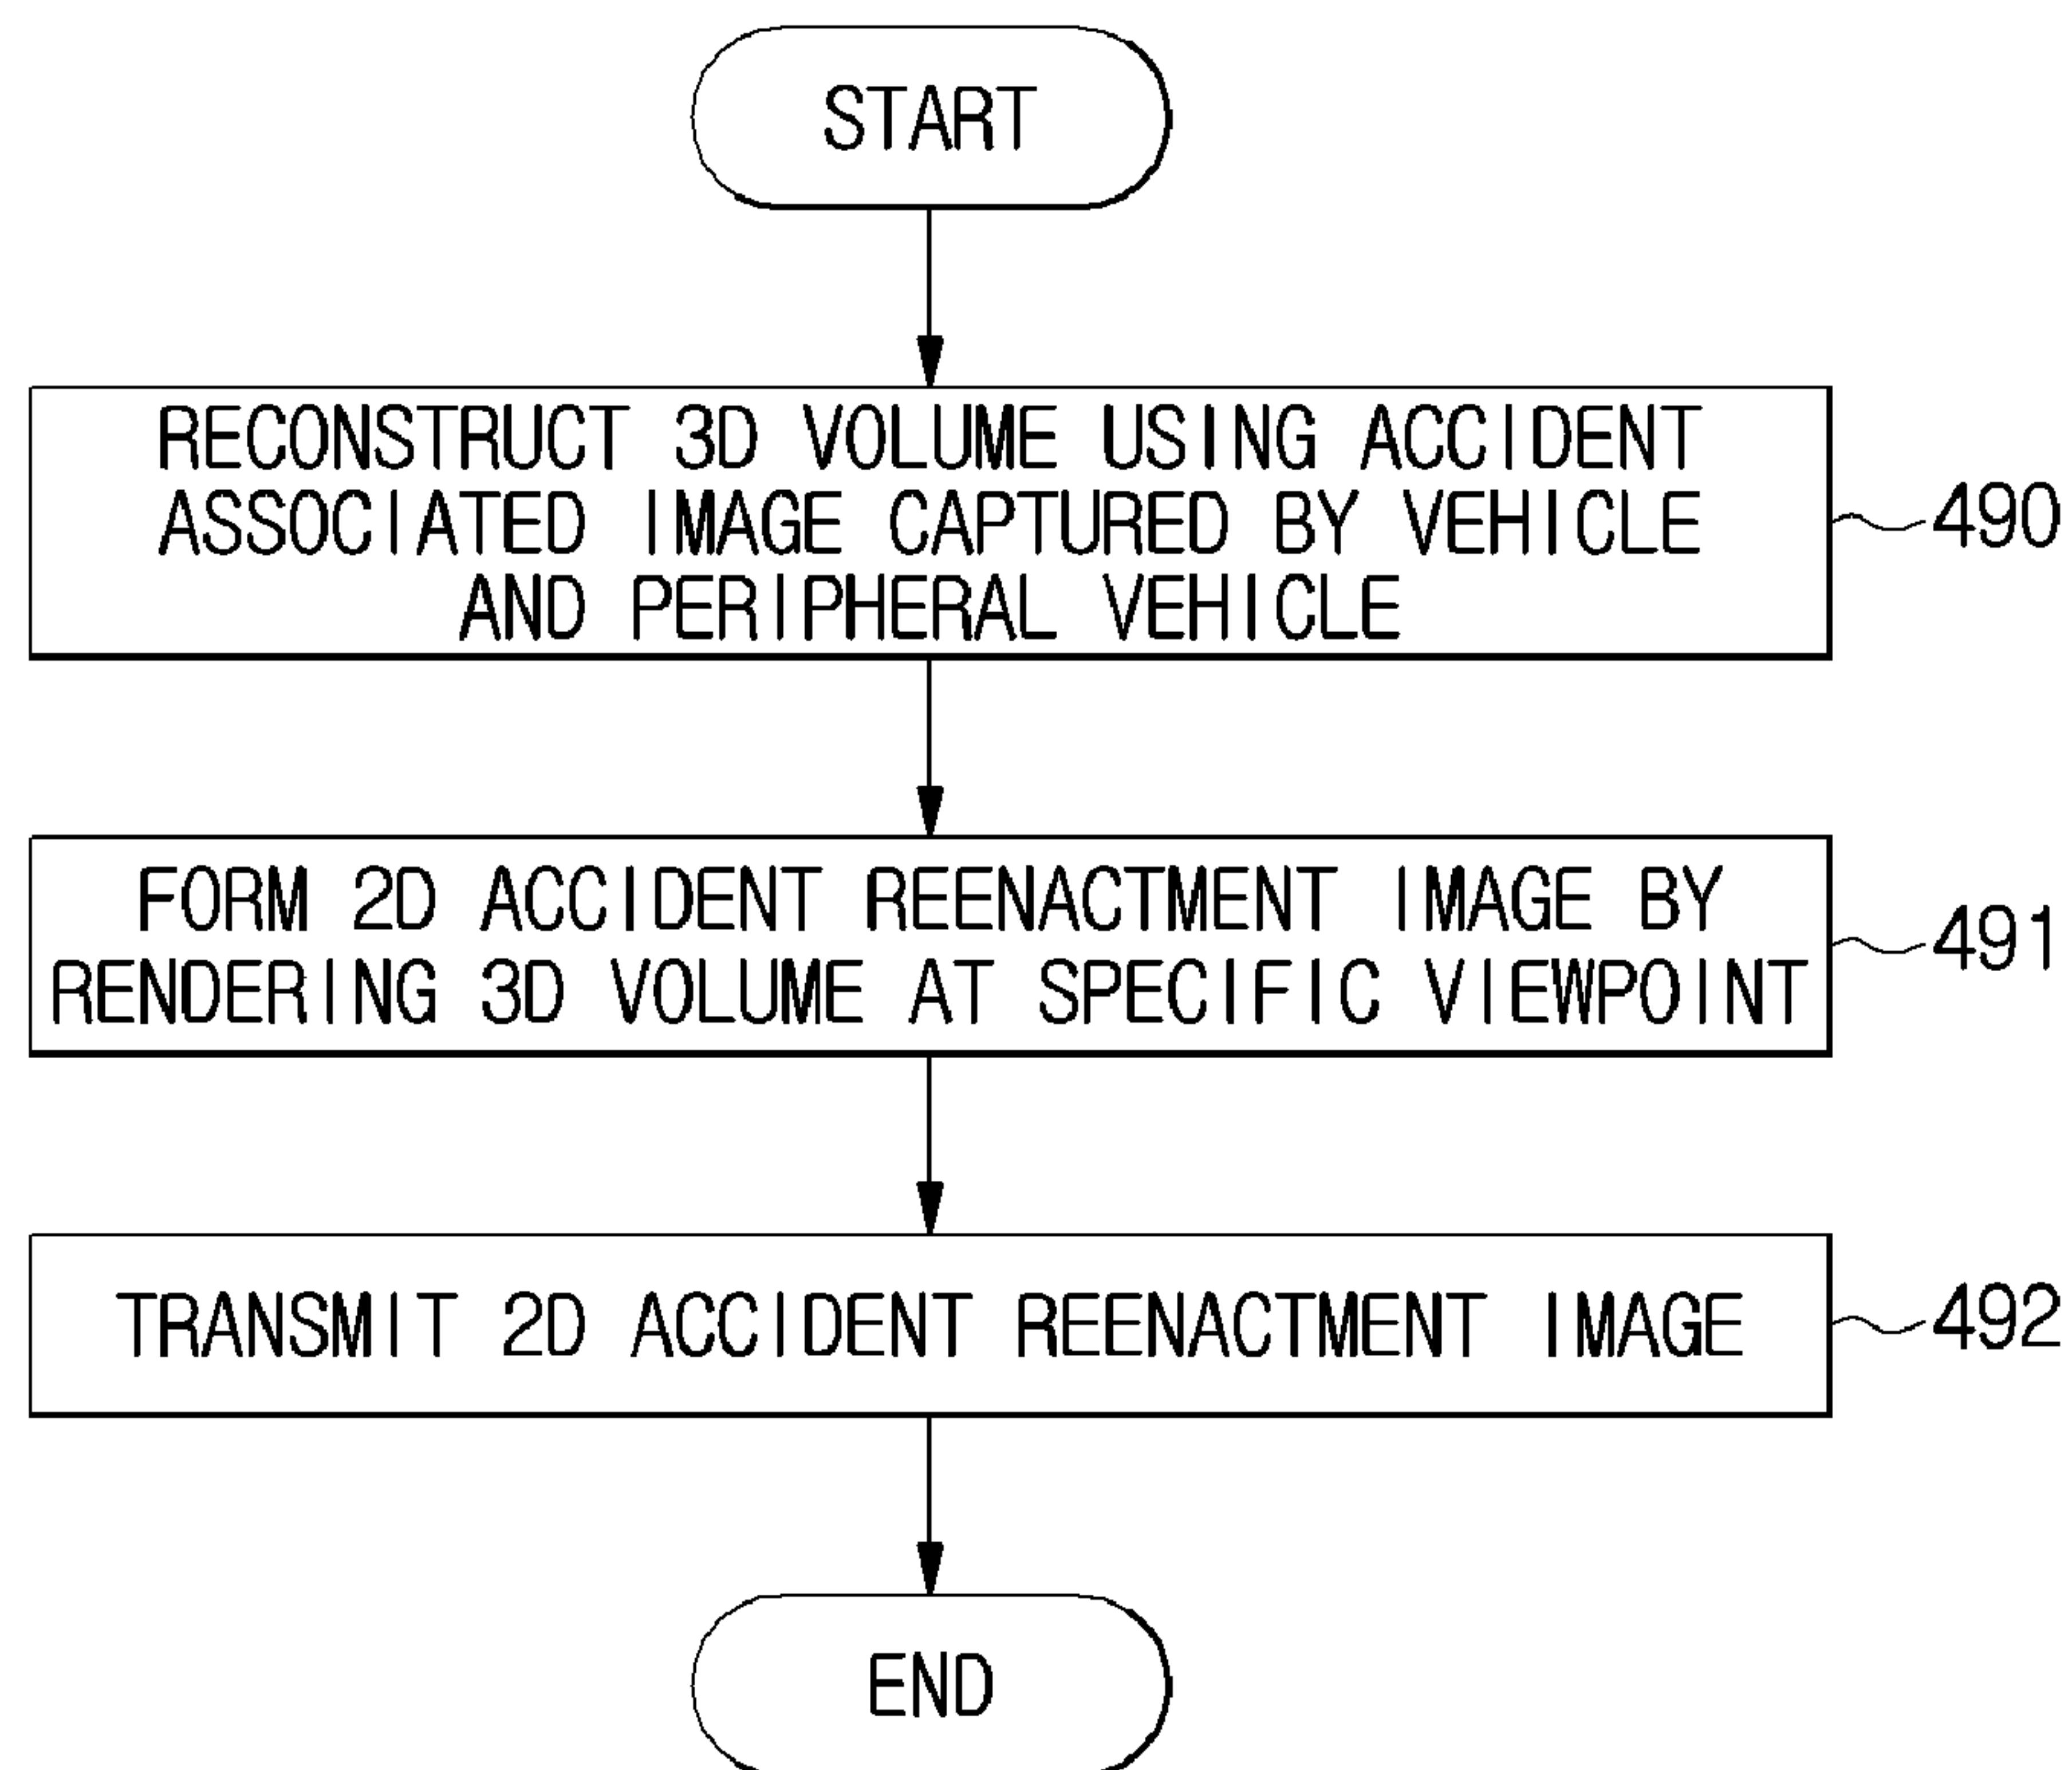 START
RECONSTRUCT 3D VOLUME USING ACCIDENT
ASSOCIATED IMAGE CAPTURED BY VEHICLE
AND PERIPHERAL VEHICLE
490
FORM 2D ACCIDENT REENACTMENT IMAGE BY
RENDERING 3D VOLUME AT SPECIFIC VIEWPOINT
491
TRANSMIT 2D ACCIDENT REENACTMENT IMAGE
492
END